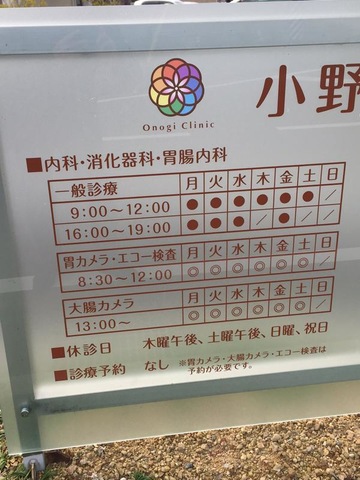 Onogi Clinic
小野
■内科・消化器科・胃腸内科
一般診療 月 火 水 木 金 土 日
9:00～12:00 ● ● ● ● ● ● ／
16:00～19:00 ● ● ● ／ ● ／ ／
胃カメラ・エコー検査 月 火 水 木 金 土 日
8:30～12:00 ◎ ◎ ◎ ◎ ◎ ◎ ／
大腸カメラ 月 火 水 木 金 土 日
13:00～ ◎ ◎ ◎ ◎ ◎ ◎ ／
■休診日 木曜午後、土曜午後、日曜、祝日
■診療予約 なし ※胃カメラ・大腸カメラ・エコー検査は
予約が必要です。